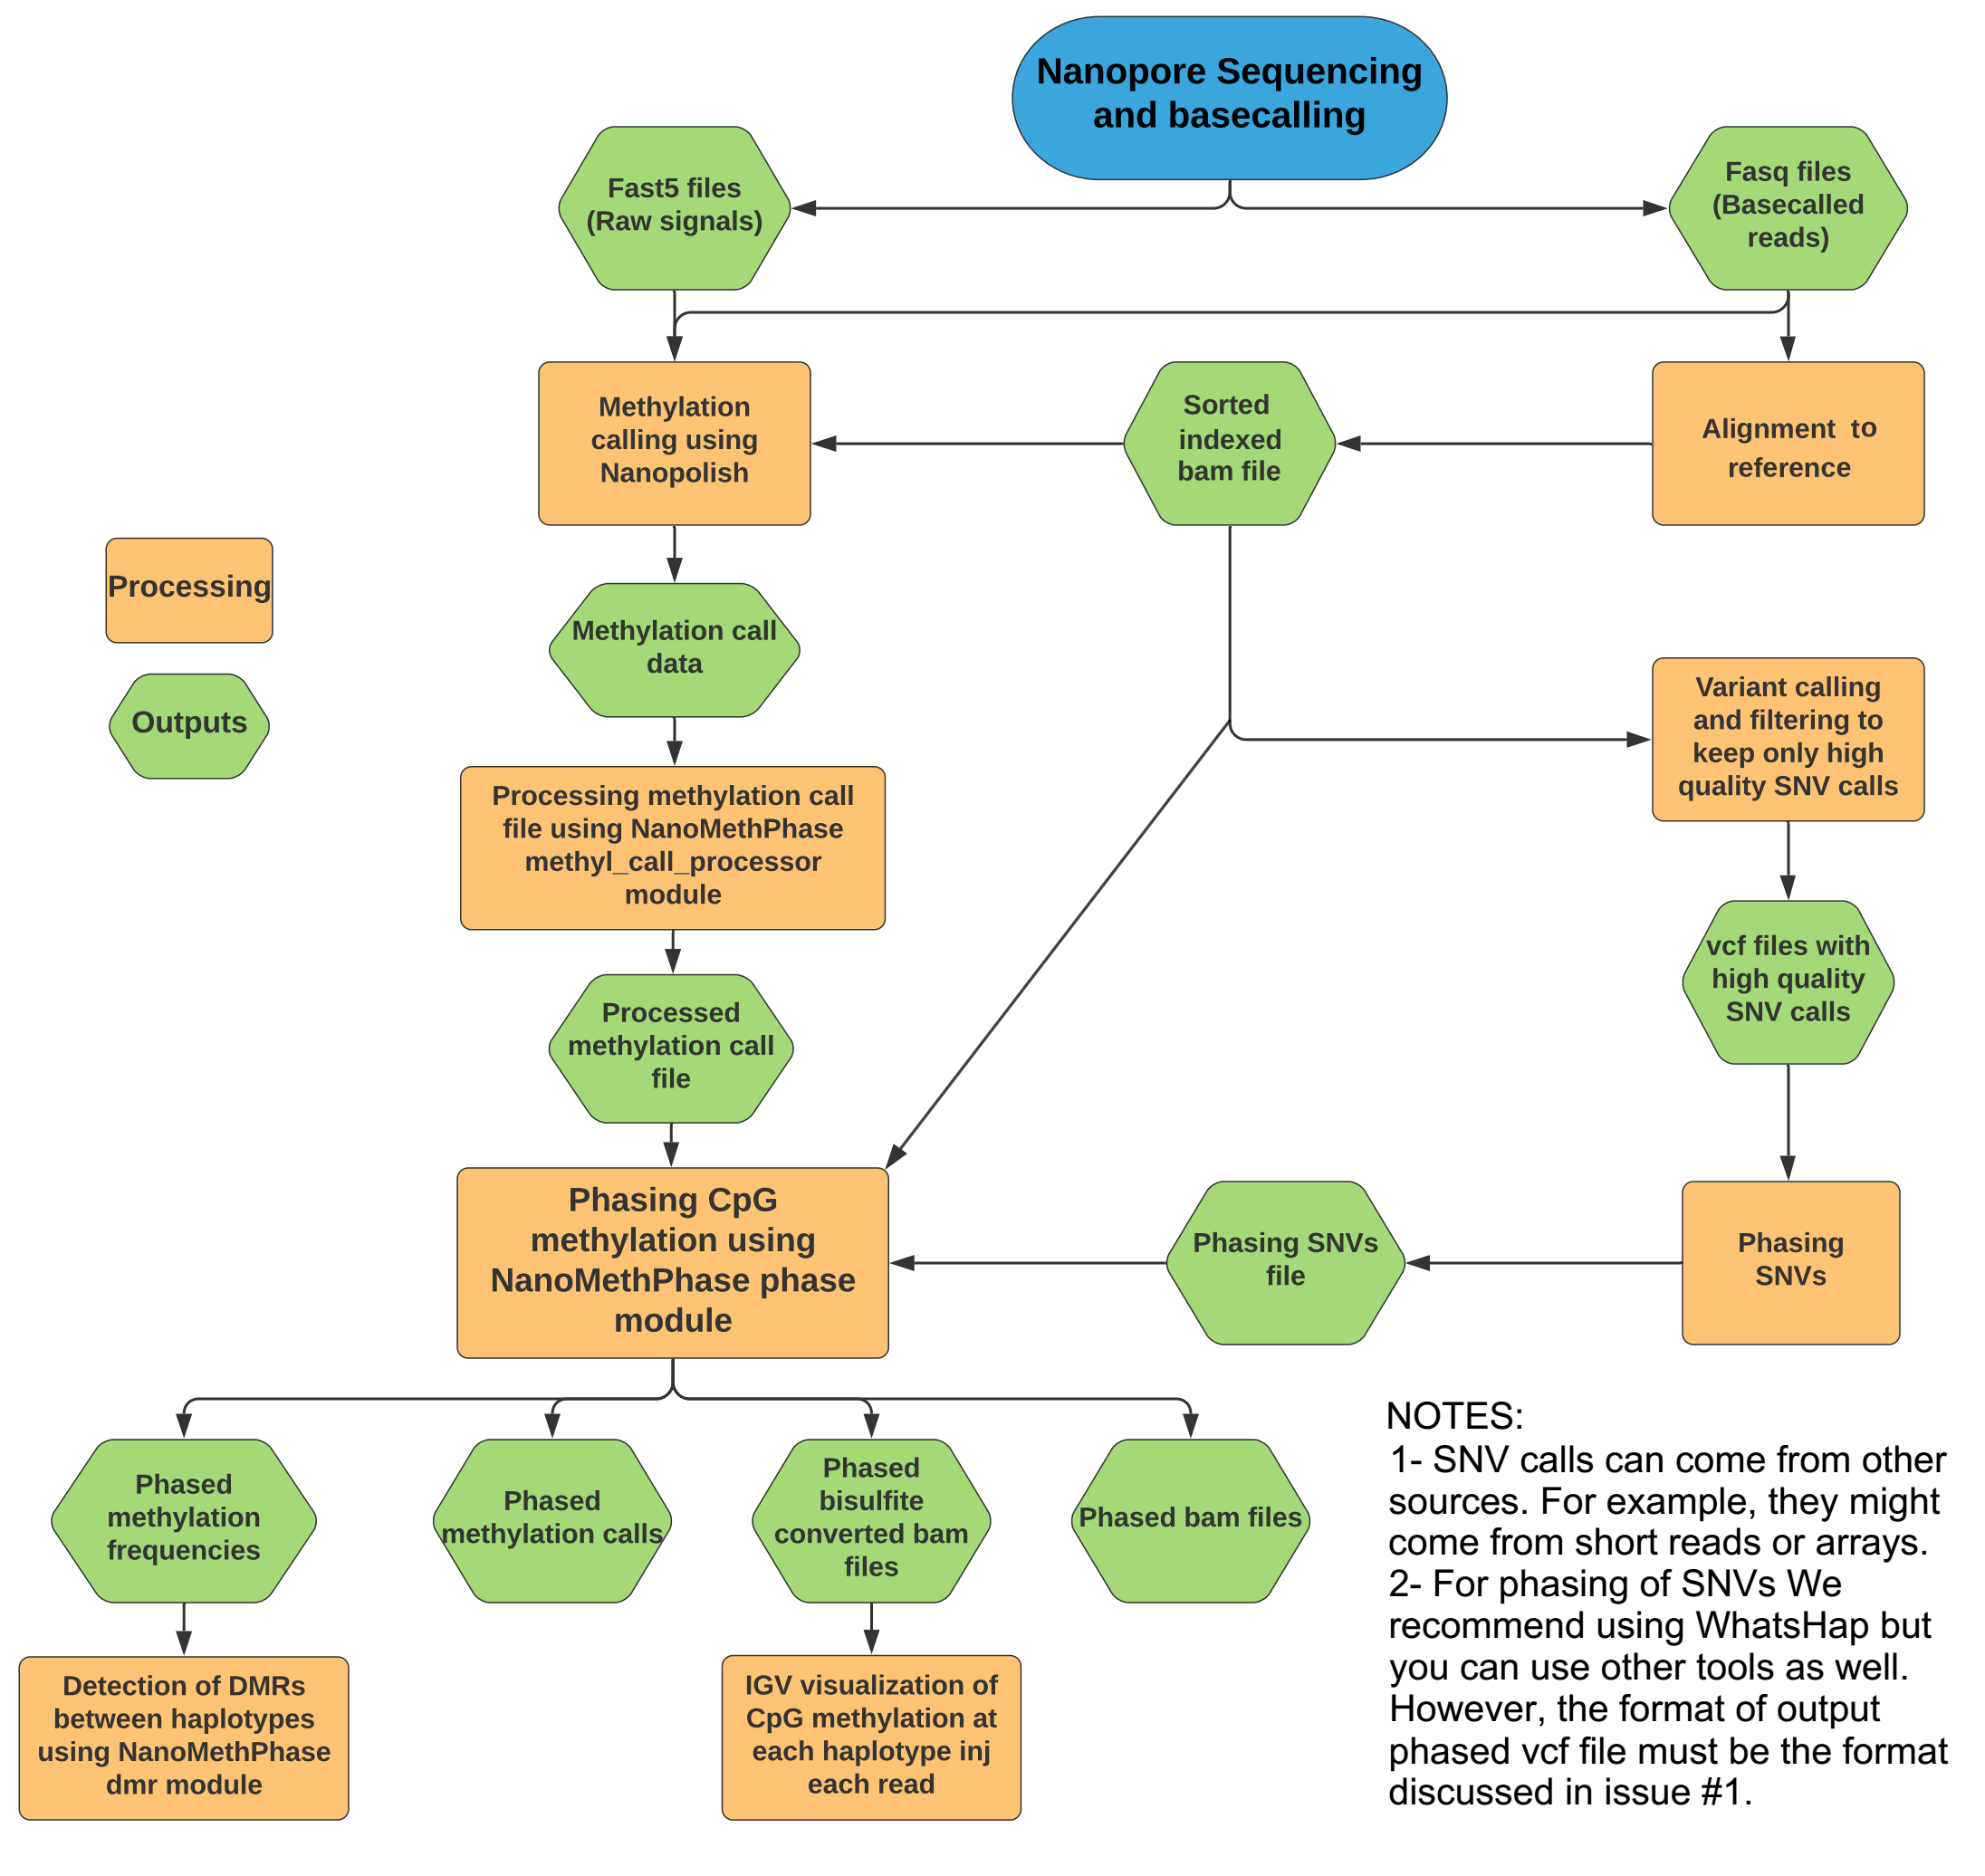 Nanopore Sequencing
and basecalling
Fast5 files
(Raw signals)
Fasq files
(Basecalled
reads)
Methylation
calling using
Nanopolish
Sorted
indexed
bam file
Alignment to
reference
Processing
Outputs
Methylation call
data
Variant calling
and filtering to
keep only high
quality SNV calls
Processing methylation call
file using NanoMethPhase
methyl_call_processor
module
vcf files with
high quality
SNV calls
Processed
methylation call
file
Phasing CpG
methylation using
NanoMethPhase phase
module
Phasing SNVs
file
Phasing
SNVs
Phased
methylation
frequencies
Phased
methylation calls
Phased
bisulfite
converted bam
files
Phased bam files
Detection of DMRs
between haplotypes
using NanoMethPhase
dmr module
IGV visualization of
CpG methylation at
each haplotype inj
each read
NOTES:
1- SNV calls can come from other
sources. For example, they might
come from short reads or arrays.
2- For phasing of SNVs We
recommend using WhatsHap but
you can use other tools as well.
However, the format of output
phased vcf file must be the format
discussed in issue #1.